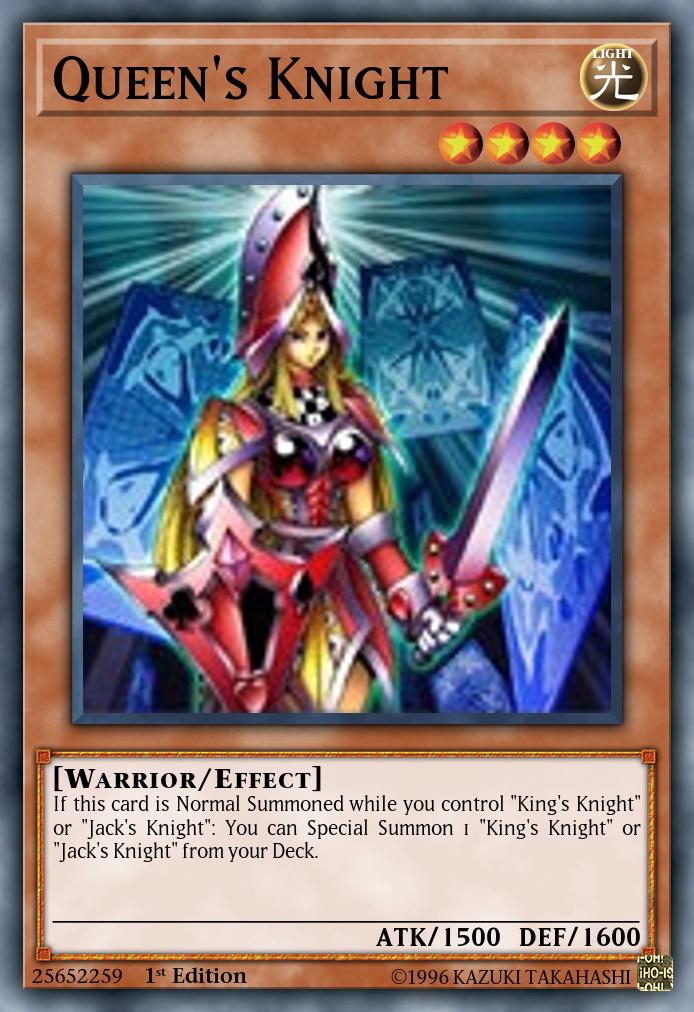 Queen's Knight
LIGHT
光
[Warrior/Effect]
If this card is Normal Summoned while you control "King's Knight"
or "Jack's Knight": You can Special Summon 1 "King's Knight" or
"Jack's Knight" from your Deck.
ATK/1500 DEF/1600
25652259 1st Edition ©1996 KAZUKI TAKAHASHI